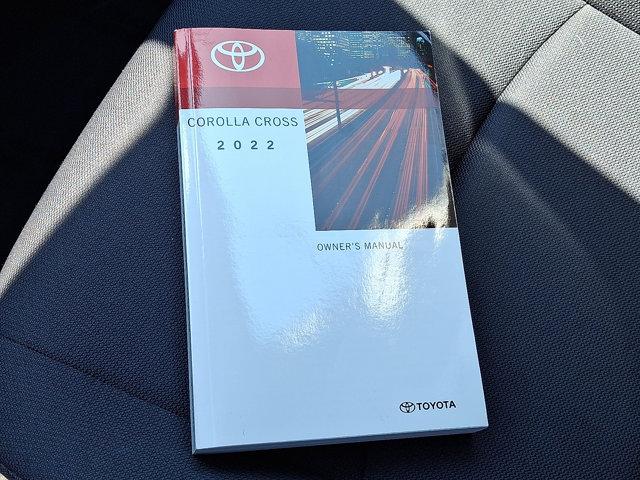 COROLLA CROSS
2022
OWNER'S MANUAL
TOYOTA